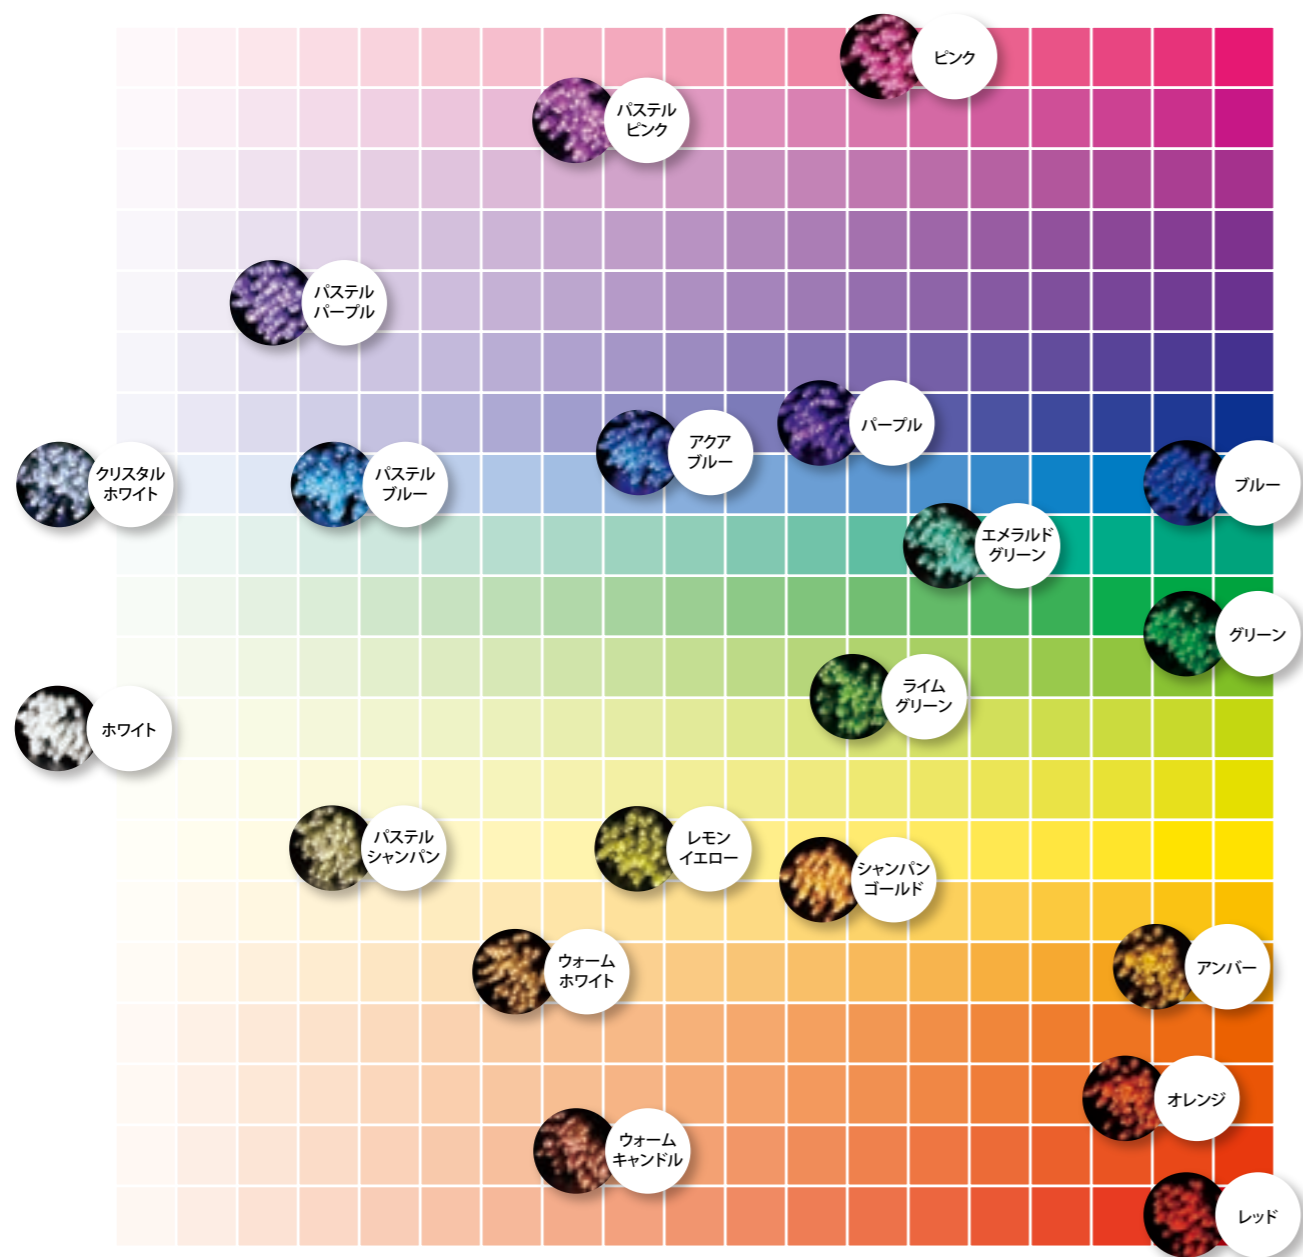 ピンク
パステル
ピンク
パステル
パープル
パープル
アクア
ブルー
クリスタル
ホワイト
パステル
ブルー
ブルー
エメラルド
グリーン
グリーン
ライム
グリーン
ホワイト
パステル
シャンパン
レモン
イエロー
シャンパン
ゴールド
ウォーム
ホワイト
アンバー
オレンジ
ウォーム
キャンドル
レッド